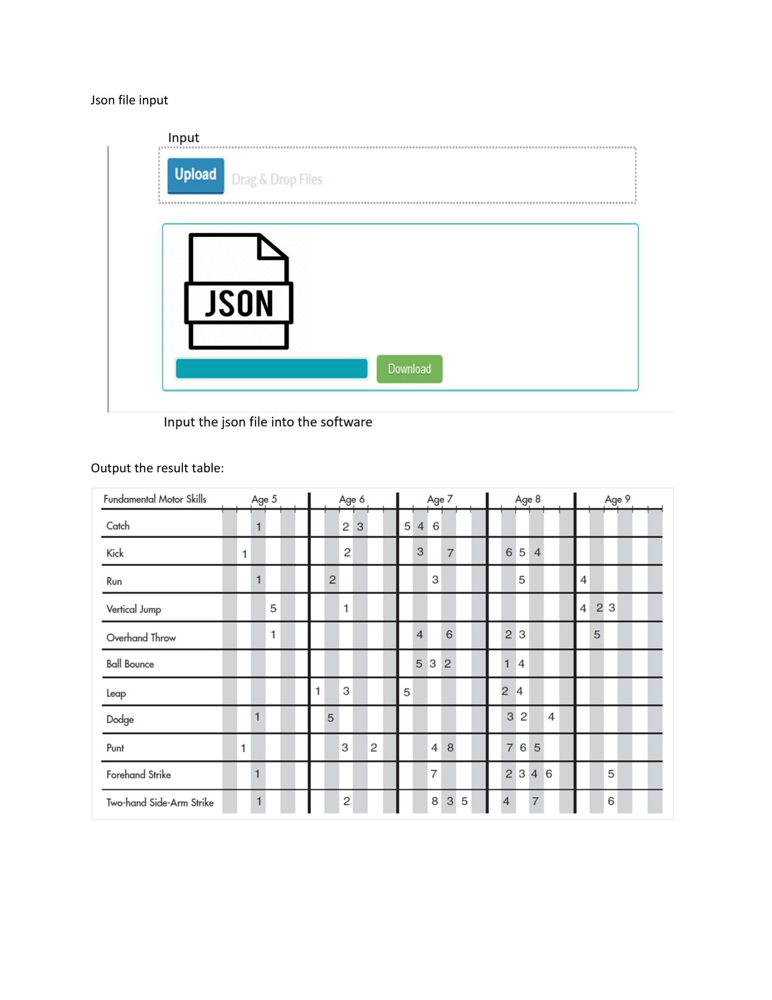 Json file input
Input
Upload Drag & Drop Files
JSON
Download
Input the json file into the software
Output the result table:
Fundamental Motor Skills Age 5 Age 6 Age 7 Age 8 Age 9
Catch 1 2 3 5 4 6
Kick 1 2 3 7 6 5 4
Run 1 2 3 5 4
Vertical Jump 5 1 4 2 3
Overhand Throw 1 4 6 2 3 5
Ball Bounce 5 3 2 1 4
Leap 1 3 5 2 4
Dodge 1 5 3 2 4
Punt 1 3 2 4 8 7 6 5
Forehand Strike 1 7 2 3 4 6 5
Two-hand Side-Arm Strike 1 2 8 3 5 4 7 6